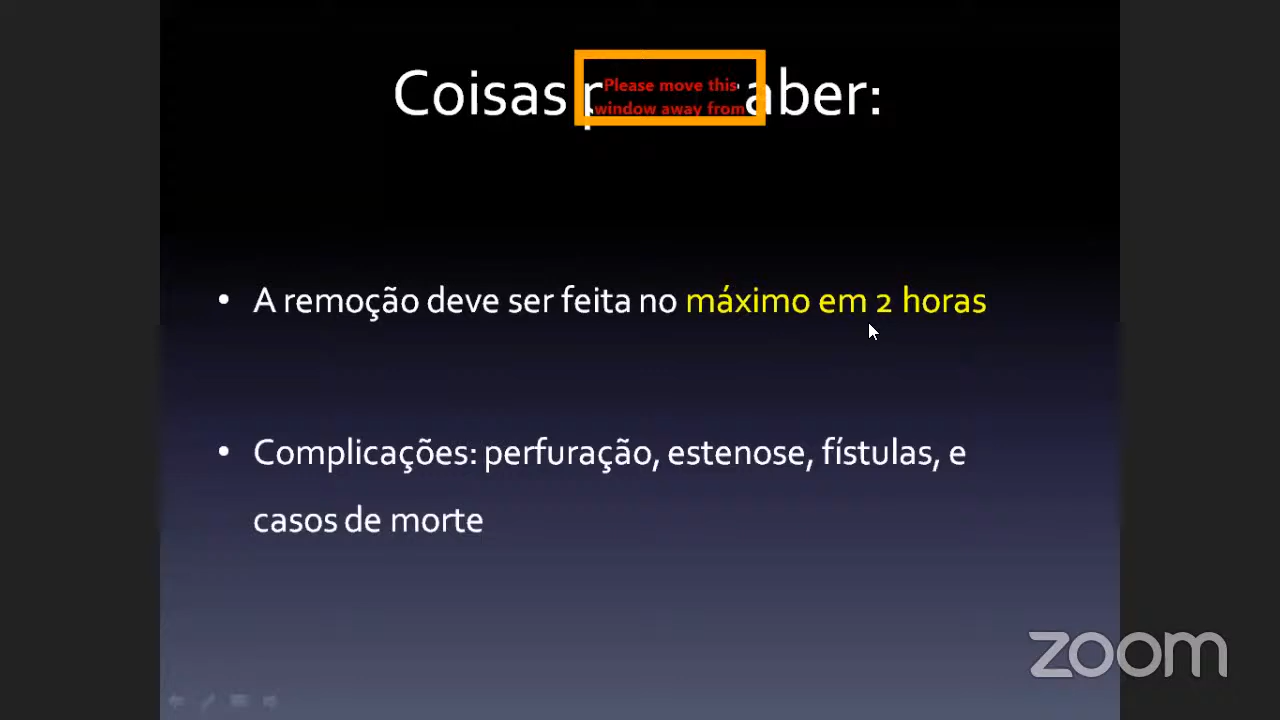 Coisas aber:
Please move this
window away from
• A remoção deve ser feita no máximo em 2 horas
• Complicações: perfuração, estenose, fístulas, e
casos de morte
zoom